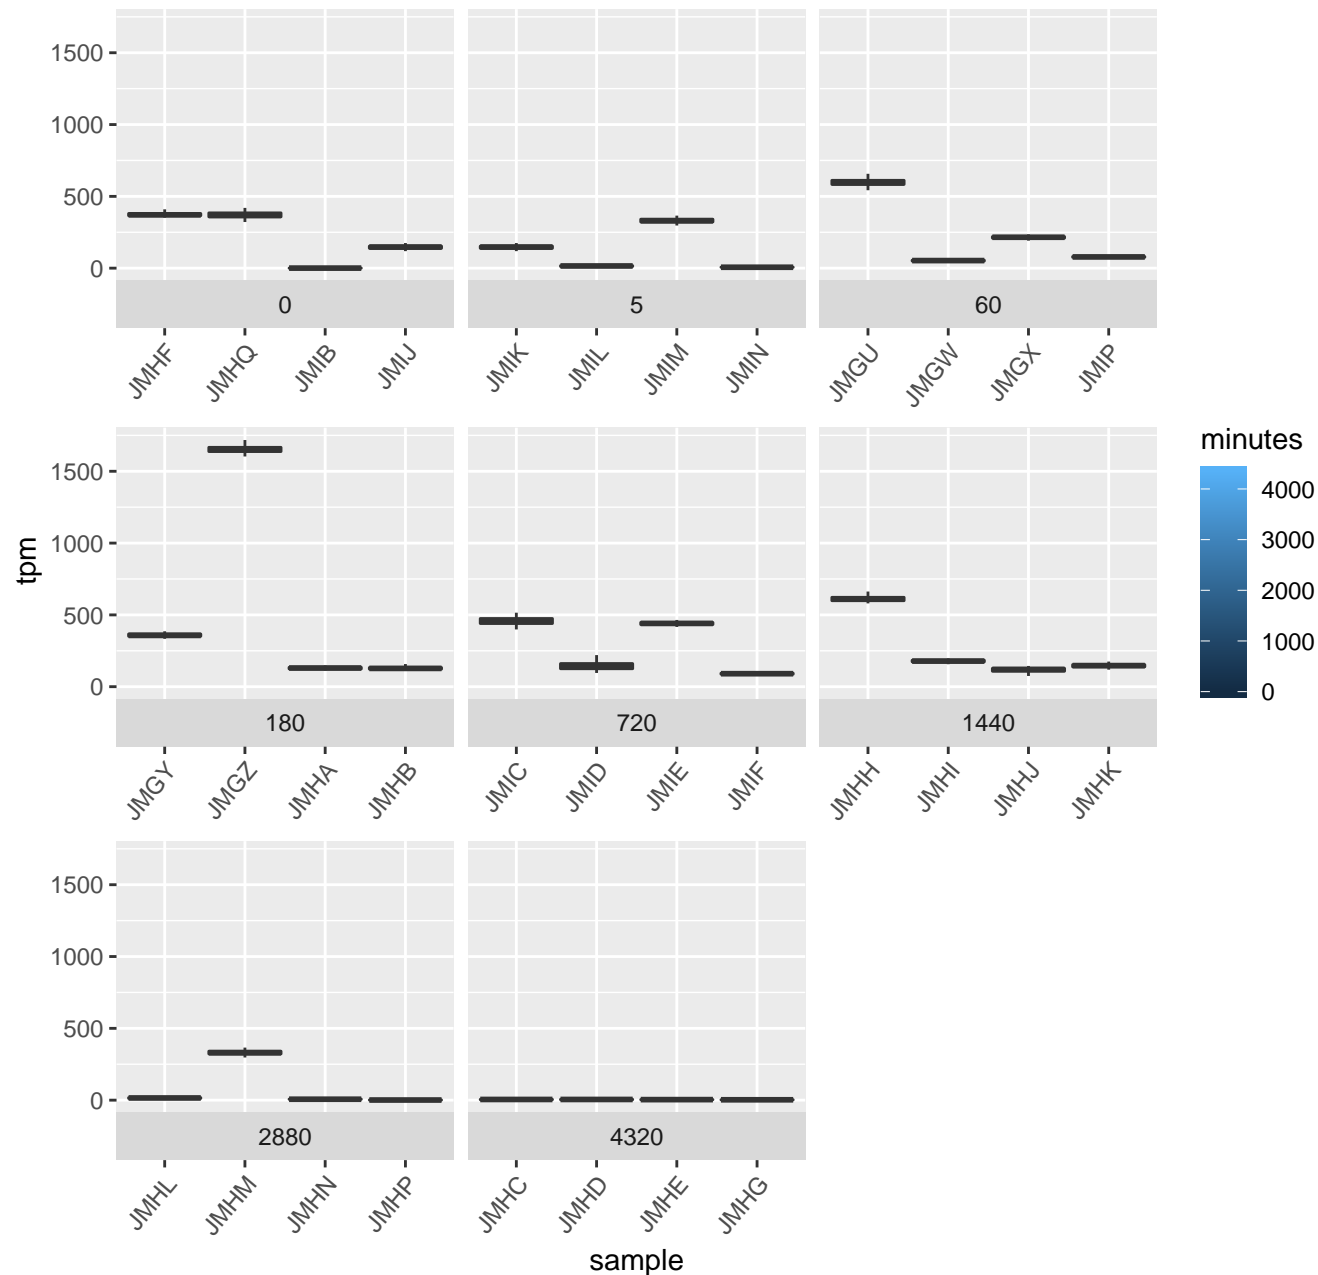 1500
1000
500
0
0
5
60
JMHF
JMHQ
JMIB
JMIJ
JMIK
JMIL
JMIM
JMIN
JMGU
JMGW
JMGX
JMIP
tpm
1500
1000
500
0
180
720
1440
JMGY
JMGZ
JMHA
JMHB
JMIC
JMID
JMIE
JMIF
JMHH
JMHI
JMHJ
JMHK
minutes
4000
3000
2000
1000
0
1500
1000
500
0
2880
4320
JMHL
JMHM
JMHN
JMHP
JMHC
JMHD
JMHE
JMHG
sample